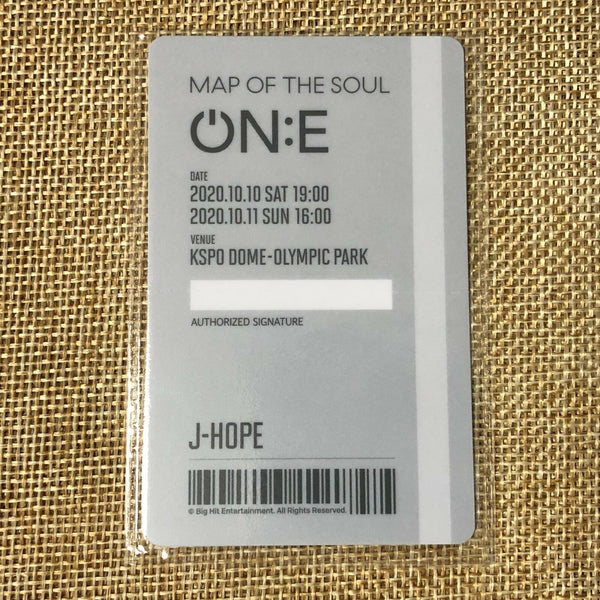 MAP OF THE SOUL
ON:E
DATE
2020.10.10 SAT 19:00
2020.10.11 SUN 16:00
VENUE
KSPO DOME-OLYMPIC PARK
AUTHORIZED SIGNATURE
J-HOPE
© Big Hit Entertainment. All Rights Reserved.